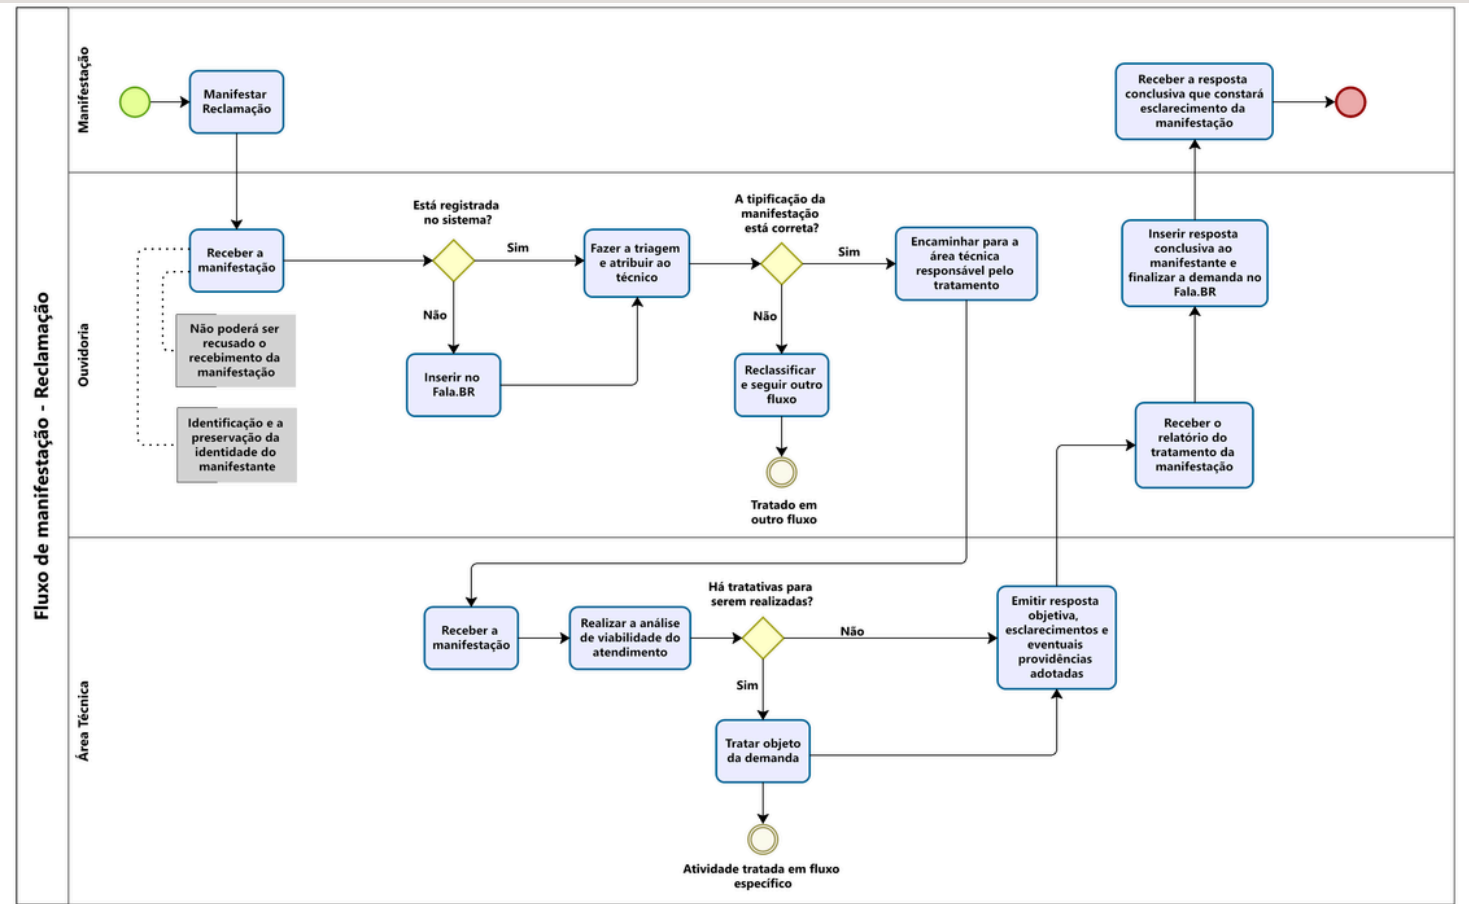 Fluxo de manifestação - Reclamação
Manifestação
Manifestar
Reclamação
Receber a resposta
conclusiva que constará
esclarecimento da
manifestação
Ouvidoria
Receber a
manifestação
Não poderá ser
recusado o
recebimento da
manifestação
Identificação e a
preservação da
identidade do
manifestante
Está registrada
no sistema?
Sim
Não
Inserir no
Fala.BR
Fazer a triagem
e atribuir ao
técnico
A tipificação da
manifestação
está correta?
Sim
Não
Reclassificar
e seguir outro
fluxo
Tratado em
outro fluxo
Encaminhar para a
área técnica
responsável pelo
tratamento
Inserir resposta
conclusiva ao
manifestante e
finalizar a demanda no
Fala.BR
Receber o
relatório do
tratamento da
manifestação
Área Técnica
Receber a
manifestação
Realizar a análise
de viabilidade do
atendimento
Há tratativas para
serem realizadas?
Não
Sim
Tratar objeto
da demanda
Atividade tratada em fluxo
específico
Emitir resposta
objetiva,
esclarecimentos e
eventuais
providências
adotadas